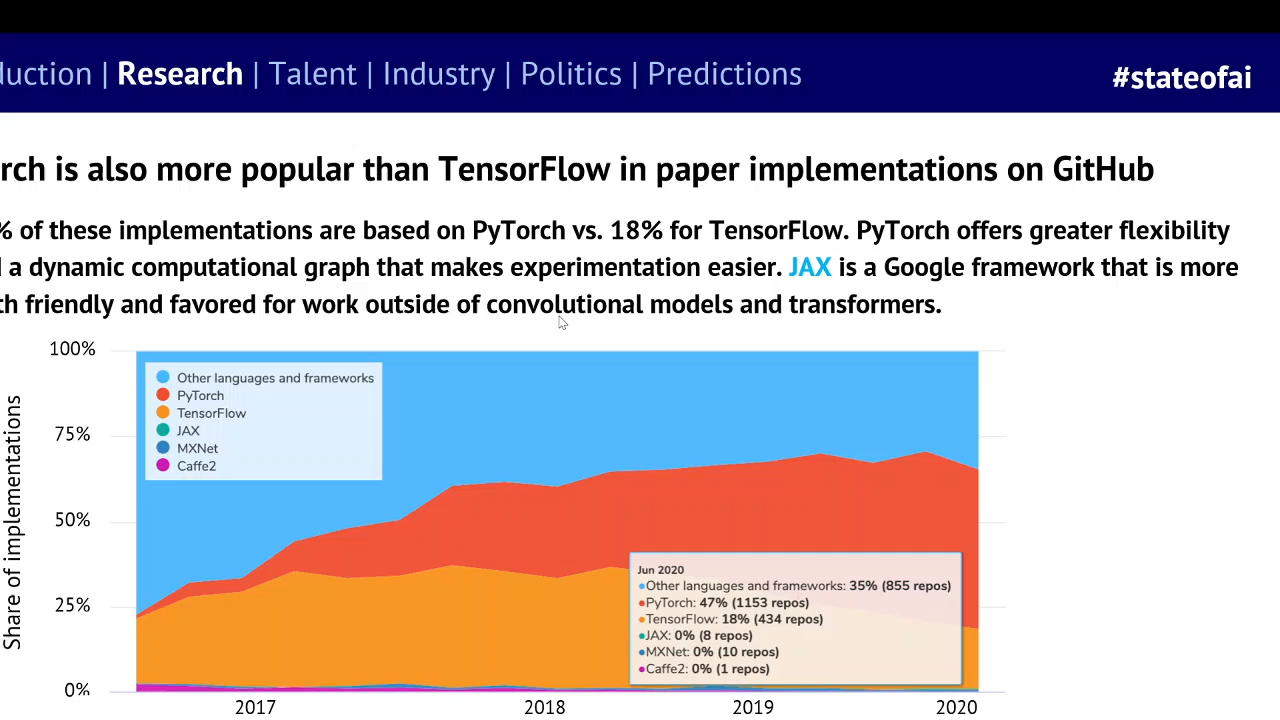 duction | Research | Talent | Industry | Politics | Predictions
#stateofai
rch is also more popular than TensorFlow in paper implementations on GitHub
% of these implementations are based on PyTorch vs. 18% for TensorFlow. PyTorch offers greater flexibility
a dynamic computational graph that makes experimentation easier. JAX is a Google framework that is more
th friendly and favored for work outside of convolutional models and transformers.
100%
75%
50%
25%
0%
Share of implementations
Other languages and frameworks
PyTorch
TensorFlow
JAX
MXNet
Caffe2
Jun 2020
Other languages and frameworks: 35% (855 repos)
PyTorch: 47% (1153 repos)
TensorFlow: 18% (434 repos)
JAX: 0% (8 repos)
MXNet: 0% (10 repos)
Caffe2: 0% (1 repos)
2017
2018
2019
2020